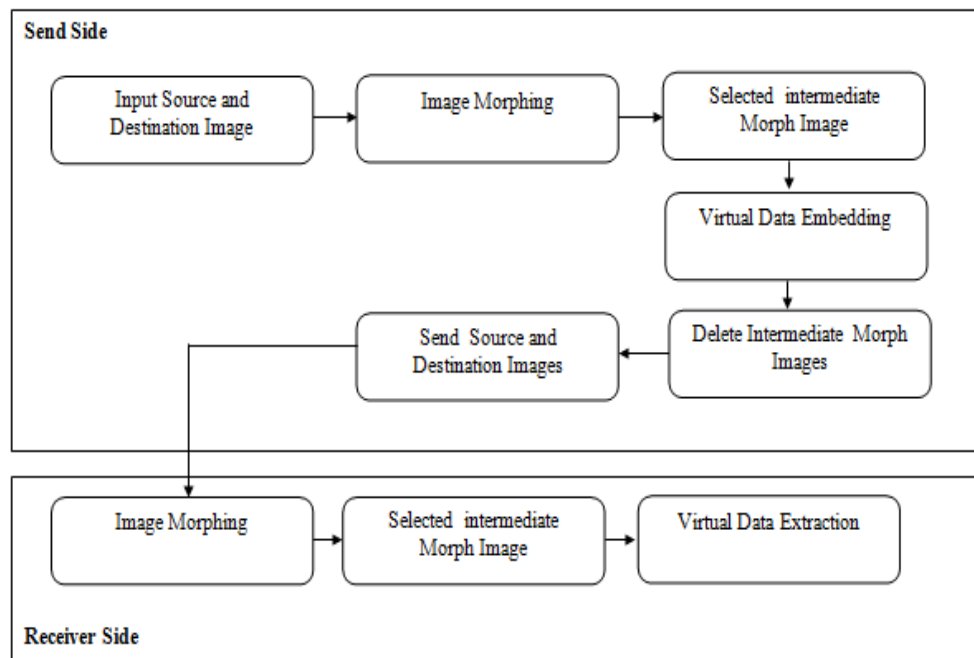 Send Side
Input Source and
Destination Image
Image Morphing
Selected intermediate
Morph Image
Virtual Data Embedding
Delete Intermediate Morph
Images
Send Source and
Destination Images
Image Morphing
Selected intermediate
Morph Image
Virtual Data Extraction
Receiver Side